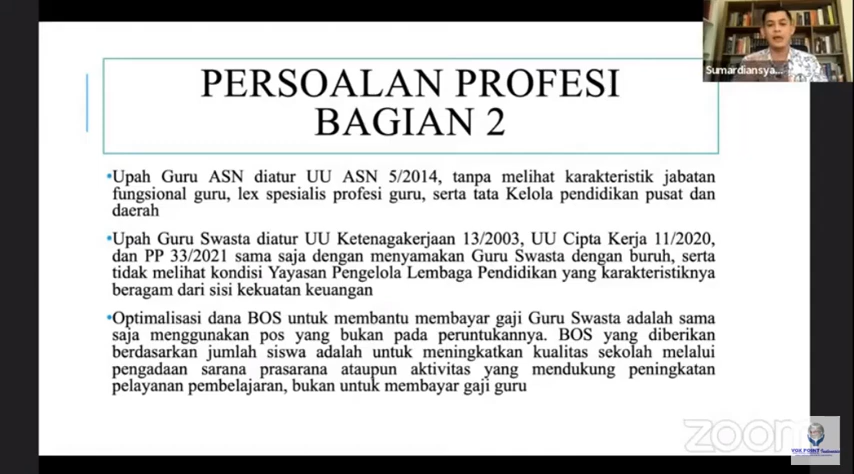 Sumardiansya...
PERSOALAN PROFESI
BAGIAN 2
•Upah Guru ASN diatur UU ASN 5/2014, tanpa melihat karakteristik jabatan
fungsional guru, lex spesialis profesi guru, serta tata Kelola pendidikan pusat dan
daerah
•Upah Guru Swasta diatur UU Ketenagakerjaan 13/2003, UU Cipta Kerja 11/2020,
dan PP 33/2021 sama saja dengan menyamakan Guru Swasta dengan buruh, serta
tidak melihat kondisi Yayasan Pengelola Lembaga Pendidikan yang karakteristiknya
beragam dari sisi kekuatan keuangan
•Optimalisasi dana BOS untuk membantu membayar gaji Guru Swasta adalah sama
saja menggunakan pos yang bukan pada peruntukannya. BOS yang diberikan
berdasarkan jumlah siswa adalah untuk meningkatkan kualitas sekolah melalui
pengadaan sarana prasarana ataupun aktivitas yang mendukung peningkatan
pelayanan pembelajaran, bukan untuk membayar gaji guru
zoom
VOX POINT